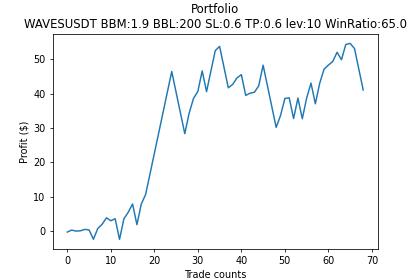 Portfolio
WAVESUSDT BBM:1.9 BBL:200 SL:0.6 TP:0.6 lev:10 WinRatio:65.0
50
40
30
20
10
0
Profit ($)
0 10 20 30 40 50 60 70
Trade counts